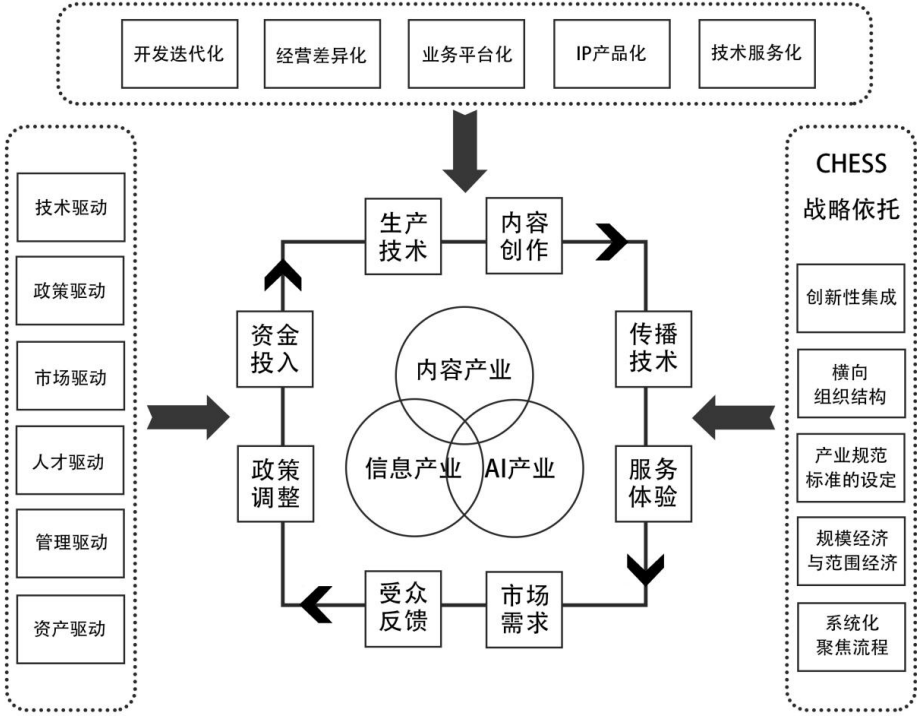 开发迭代化
经营差异化
业务平台化
IP产品化
技术服务化
技术驱动
政策驱动
市场驱动
人才驱动
管理驱动
资产驱动
生产
技术
内容
创作
传播
技术
服务
体验
市场
需求
受众
反馈
政策
调整
资金
投入
内容产业
信息产业
AI产业
CHESS
战略依托
创新性集成
横向
组织结构
产业规范
标准的设定
规模经济
与范围经济
系统化
聚焦流程